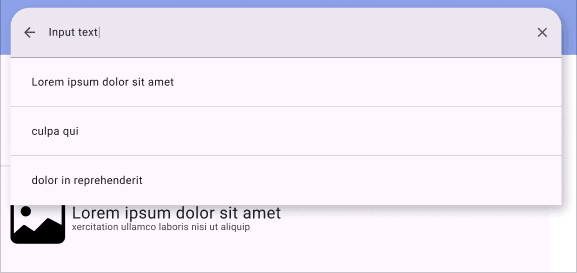 Input text
Lorem ipsum dolor sit amet
culpa qui
dolor in reprehenderit
Lorem ipsum dolor sit amet
xercitation ullamco laboris nisi ut aliquip